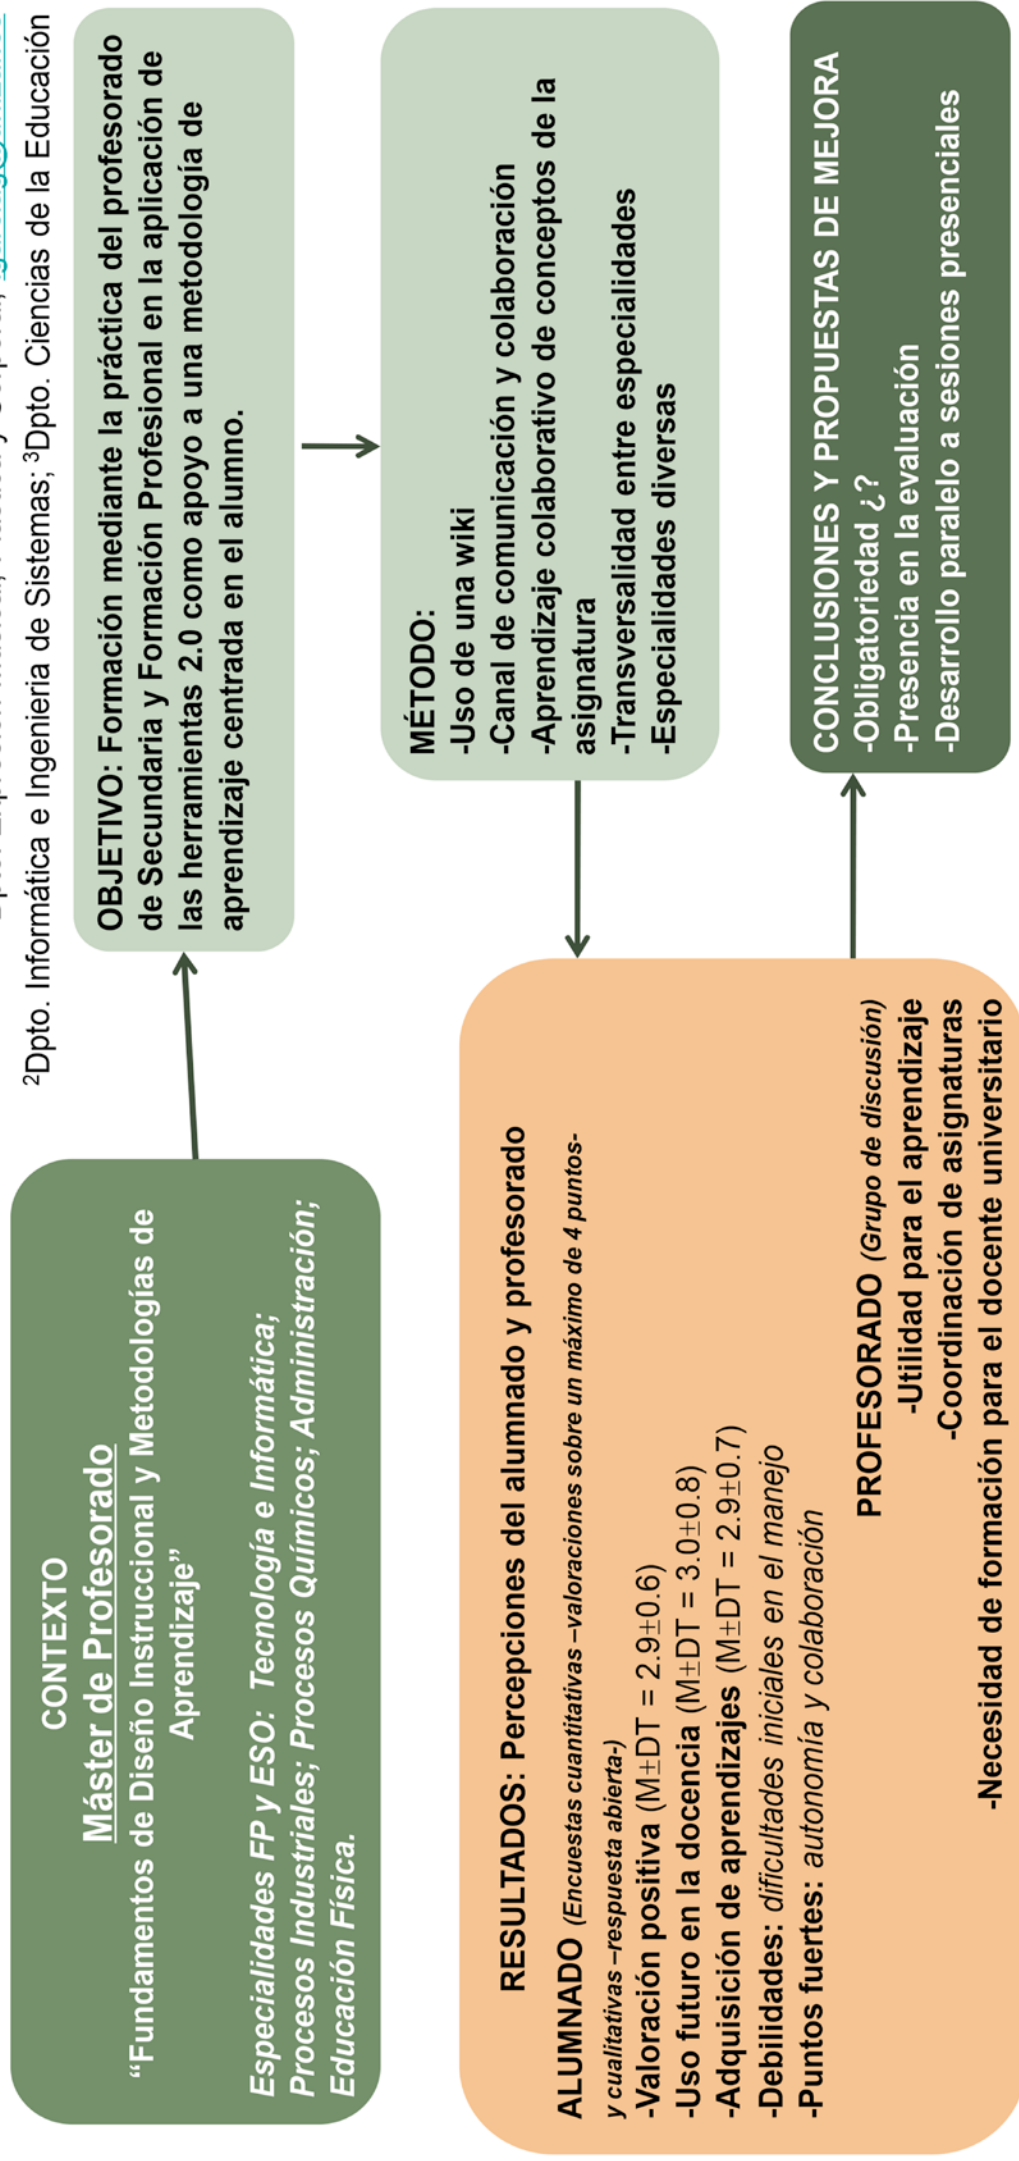 ²Dpto. Informática e Ingeniería de Sistemas; ³Dpto. Ciencias de la Educación
CONTEXTO
Máster de Profesorado
“Fundamentos de Diseño Instruccional y Metodologías de
Aprendizaje”
Especialidades FP y ESO: Tecnología e Informática;
Procesos Industriales; Procesos Químicos; Administración;
Educación Física.
OBJETIVO: Formación mediante la práctica del profesorado
de Secundaria y Formación Profesional en la aplicación de
las herramientas 2.0 como apoyo a una metodología de
aprendizaje centrada en el alumno.
MÉTODO:
-Uso de una wiki
-Canal de comunicación y colaboración
-Aprendizaje colaborativo de conceptos de la
asignatura
-Transversalidad entre especialidades
-Especialidades diversas
RESULTADOS: Percepciones del alumnado y profesorado
ALUMNADO (Encuestas cuantitativas –valoraciones sobre un máximo de 4 puntos-
y cualitativas –respuesta abierta-)
-Valoración positiva (M±DT = 2.9±0.6)
-Uso futuro en la docencia (M±DT = 3.0±0.8)
-Adquisición de aprendizajes (M±DT = 2.9±0.7)
-Debilidades: dificultades iniciales en el manejo
-Puntos fuertes: autonomía y colaboración
PROFESORADO (Grupo de discusión)
-Utilidad para el aprendizaje
-Coordinación de asignaturas
-Necesidad de formación para el docente universitario
CONCLUSIONES Y PROPUESTAS DE MEJORA
-Obligatoriedad ¿?
-Presencia en la evaluación
-Desarrollo paralelo a sesiones presenciales